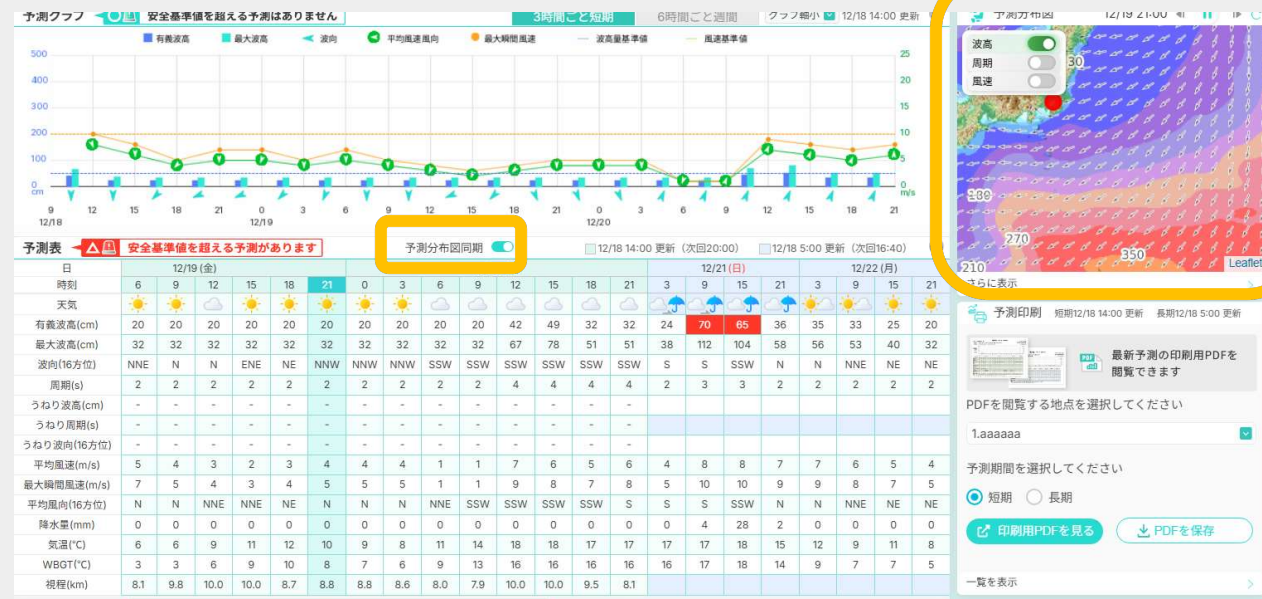 予測グラフ 安全基準値を超える予測はありません 3時間ごと短期 6時間ごと週間 グラフ軸小 12/18 14:00 更新
有義波高 最大波高 波向 平均風速風向 最大瞬間風速 波高量基準値 風速基準値
500 25
400 20
300 15
200 10
100 5
0 0
cm m/s
9 12 15 18 21 0 3 6 9 12 15 18 21 0 3 6 9 12 15 18 21
12/18 12/19 12/20
予測表 安全基準値を超える予測があります 予測分布図同期 12/18 14:00 更新（次回20:00） 12/18 5:00 更新（次回16:40）
日 12/19 (金) 12/21 (日) 12/22 (月)
時刻 6 9 12 15 18 21 0 3 6 9 12 15 18 21 3 9 15 21 3 9 15 21
天気
有義波高(cm) 20 20 20 20 20 20 20 20 20 20 42 49 32 32 24 70 65 36 35 33 25 20
最大波高(cm) 32 32 32 32 32 32 32 32 32 32 67 78 51 51 38 112 104 58 56 53 40 32
波向(16方位) NNE N N ENE NE NNW NNW NNW SSW SSW SSW SSW SSW SSW S S SSW N N NNE NE NE
周期(s) 2 2 2 2 2 2 2 2 2 2 4 4 4 4 2 3 3 2 2 2 2 2
うねり波高(cm) - - - - - - - - - - - - - -
うねり周期(s) - - - - - - - - - - - - - -
うねり波向(16方位) - - - - - - - - - - - - - -
平均風速(m/s) 5 4 3 2 3 4 4 4 1 1 7 6 5 6 4 8 8 7 7 6 5 4
最大瞬間風速(m/s) 7 5 4 3 4 5 5 5 1 1 9 8 7 8 5 10 10 9 9 8 7 5
平均風向(16方位) N N NNE NNE NE N N N NNE SSW SSW SSW SSW S S S SSW N N NNE NE NE
降水量(mm) 0 0 0 0 0 0 0 0 0 0 0 0 0 0 0 4 28 2 0 0 0 0
気温(°C) 6 6 9 11 12 10 9 8 11 14 18 18 17 17 17 17 18 15 12 9 11 8
WBGT(°C) 3 3 6 9 10 8 7 6 9 13 16 16 16 16 16 17 18 14 9 7 7 5
視程(km) 8.1 9.8 10.0 10.0 8.7 8.8 8.8 8.6 8.0 7.9 10.0 10.0 9.5 8.1
予測分布図 12/19 21:00
波高
周期
風速
30
180
270
350
210
Leaflet
さらに表示
予測印刷 短期12/18 14:00 更新 長期12/18 5:00 更新
PDF
最新予測の印刷用PDFを
閲覧できます
PDFを閲覧する地点を選択してください
1.aaaaaa
予測期間を選択してください
短期 長期
印刷用PDFを見る PDFを保存
一覧を表示